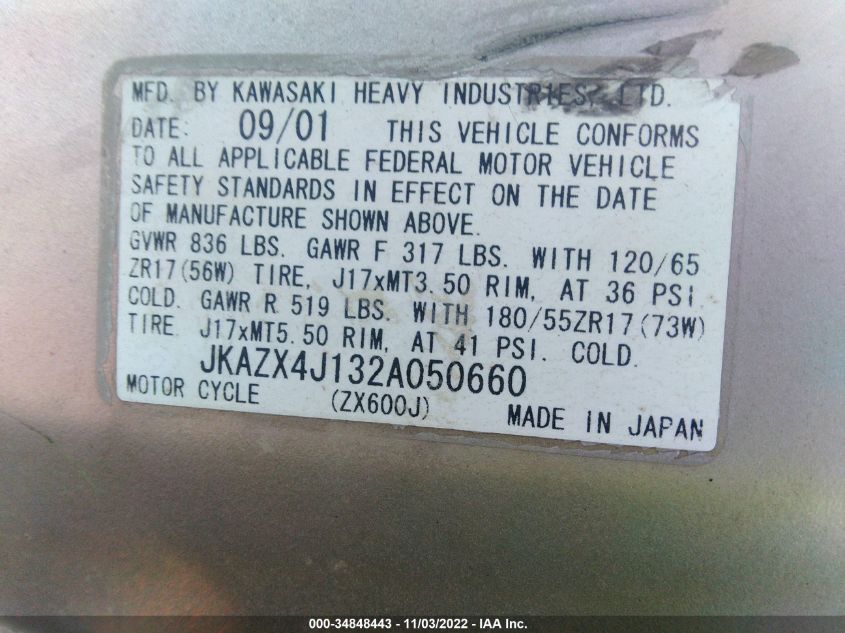 MFD. BY KAWASAKI HEAVY INDUSTRIES, LTD.
DATE: 09/01 THIS VEHICLE CONFORMS
TO ALL APPLICABLE FEDERAL MOTOR VEHICLE
SAFETY STANDARDS IN EFFECT ON THE DATE
OF MANUFACTURE SHOWN ABOVE.
GVWR 836 LBS. GAWR F 317 LBS. WITH 120/65
ZR17(56W) TIRE, J17xMT3.50 RIM, AT 36 PSI.
COLD. GAWR R 519 LBS. WITH 180/55ZR17(73W)
TIRE J17xMT5.50 RIM, AT 41 PSI. COLD.
JKAZX4J132A050660
MOTOR CYCLE (ZX600J) MADE IN JAPAN
000-34848443 - 11/03/2022 - IAA Inc.